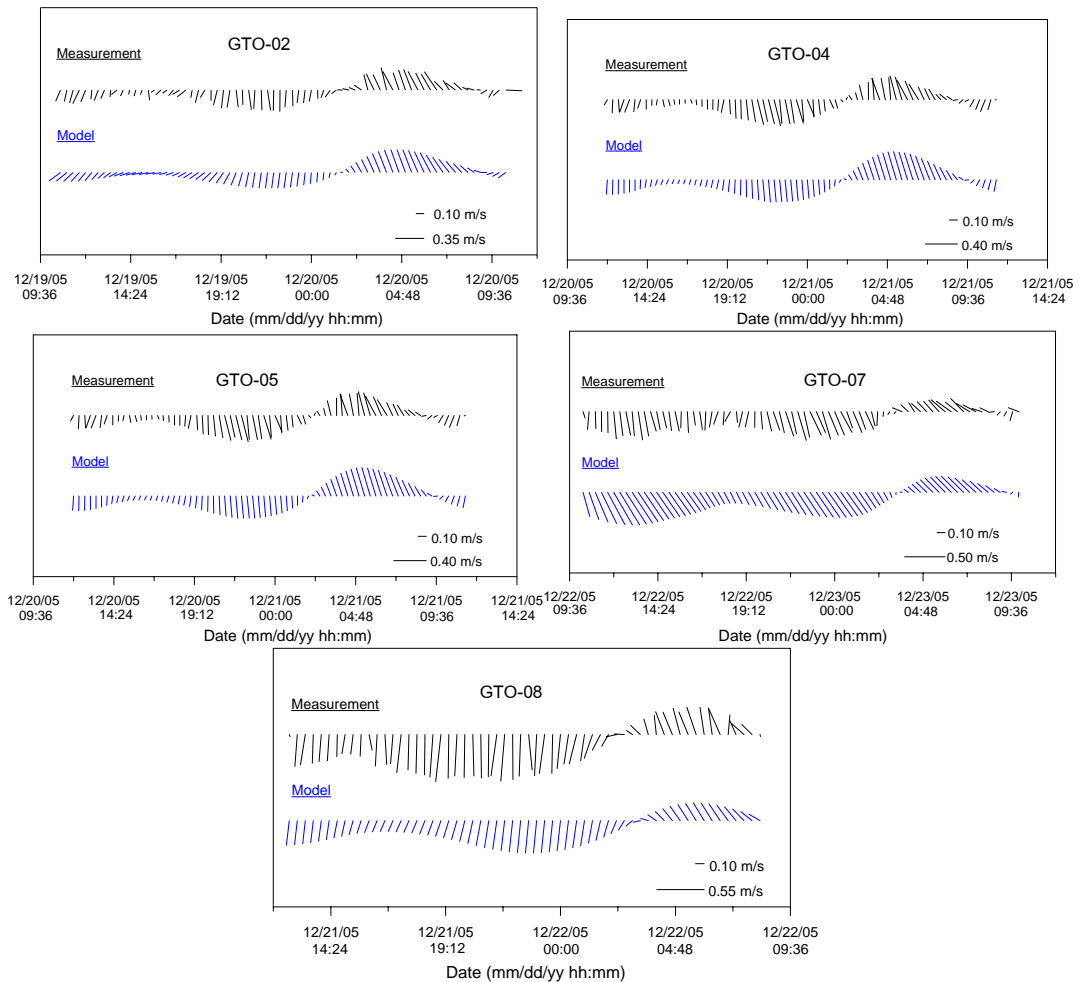 GTO-02
Measurement
Model
0.10 m/s
0.35 m/s
12/19/05 12/19/05 12/19/05 12/20/05 12/20/05 12/20/05
09:36 14:24 19:12 00:00 04:48 09:36
Date (mm/dd/yy hh:mm)
GTO-04
Measurement
Model
0.10 m/s
0.40 m/s
12/20/05 12/20/05 12/20/05 12/21/05 12/21/05 12/21/05 12/21/05
09:36 14:24 19:12 00:00 04:48 09:36 14:24
Date (mm/dd/yy hh:mm)
Measurement GTO-05
Model
0.10 m/s
0.40 m/s
12/20/05 12/20/05 12/20/05 12/21/05 12/21/05 12/21/05 12/21/05
09:36 14:24 19:12 00:00 04:48 09:36 14:24
Date (mm/dd/yy hh:mm)
Measurement GTO-07
Model
0.10 m/s
0.50 m/s
12/22/05 12/22/05 12/22/05 12/23/05 12/23/05 12/23/05
09:36 14:24 19:12 00:00 04:48 09:36
Date (mm/dd/yy hh:mm)
GTO-08
Measurement
Model
0.10 m/s
0.55 m/s
12/21/05 12/21/05 12/22/05 12/22/05 12/22/05
14:24 19:12 00:00 04:48 09:36
Date (mm/dd/yy hh:mm)